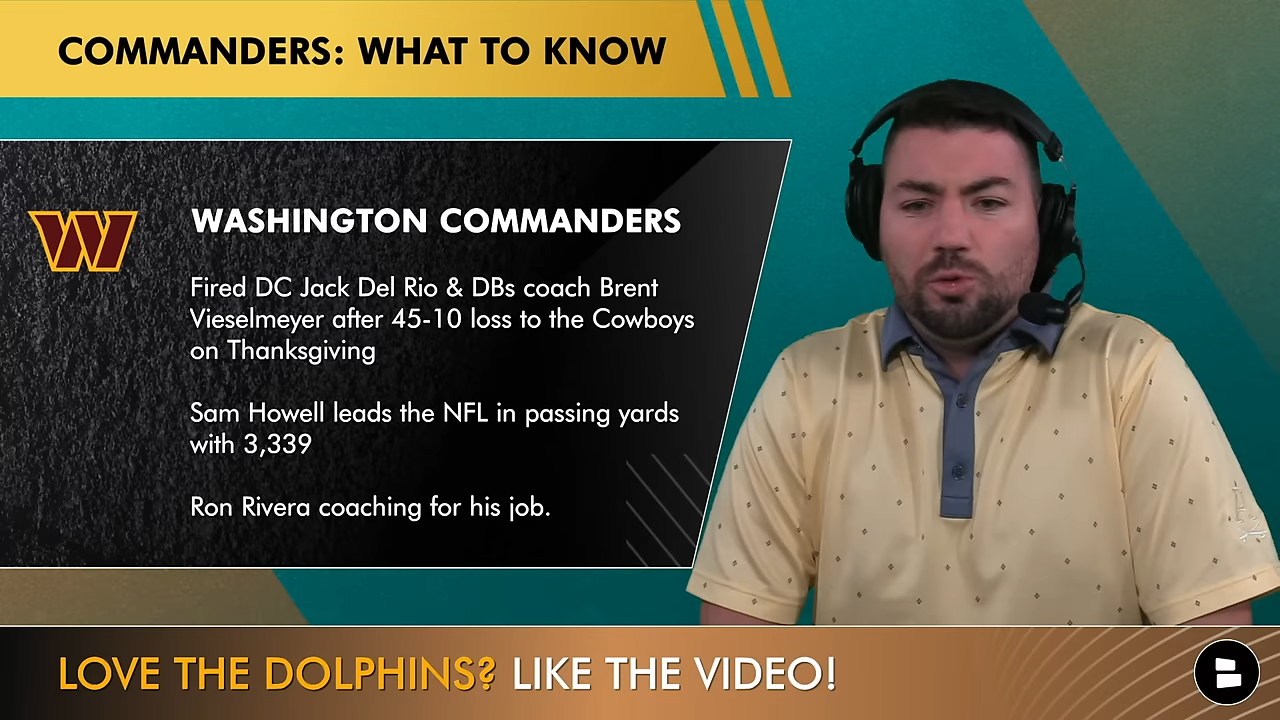 COMMANDERS: WHAT TO KNOW
WASHINGTON COMMANDERS
Fired DC Jack Del Rio & DBs coach Brent
Vieselmeyer after 45-10 loss to the Cowboys
on Thanksgiving
Sam Howell leads the NFL in passing yards
with 3,339
Ron Rivera coaching for his job.
LOVE THE DOLPHINS? LIKE THE VIDEO!